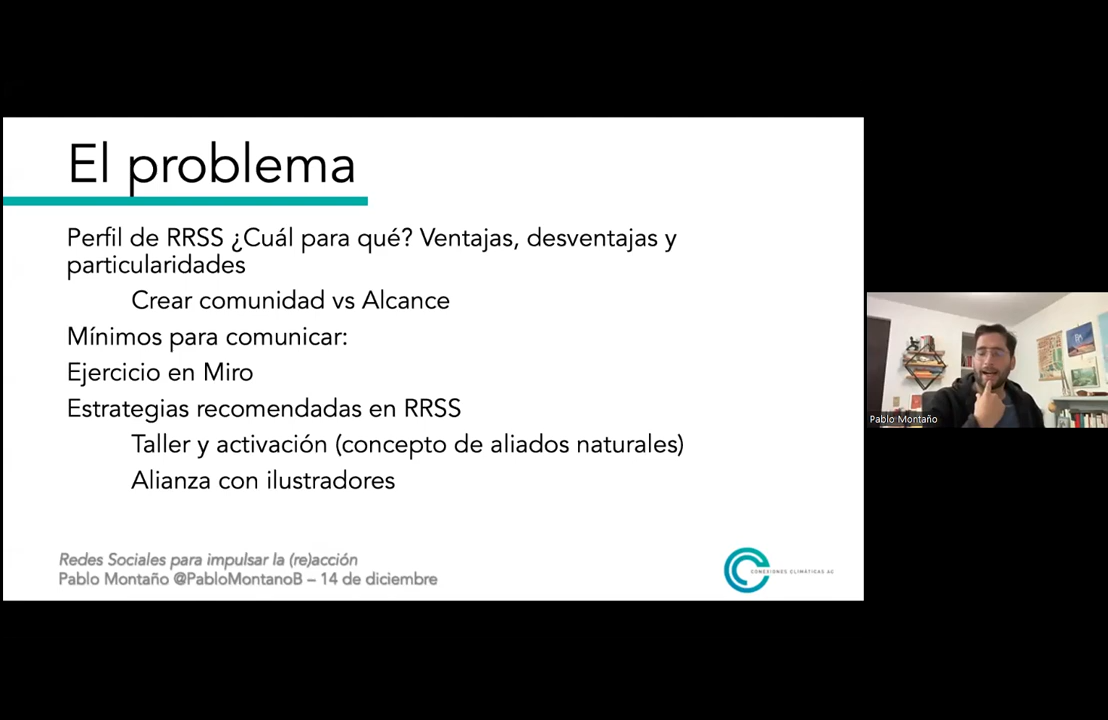 El problema
Perfil de RRSS ¿Cuál para qué? Ventajas, desventajas y
particularidades
Crear comunidad vs Alcance
Mínimos para comunicar:
Ejercicio en Miro
Estrategias recomendadas en RRSS
Taller y activación (concepto de aliados naturales)
Alianza con ilustradores
Redes Sociales para impulsar la (re)acción
Pablo Montaño @PabloMontanoB – 14 de diciembre
CONEXIONES CLIMÁTICAS AC
Pablo Montaño